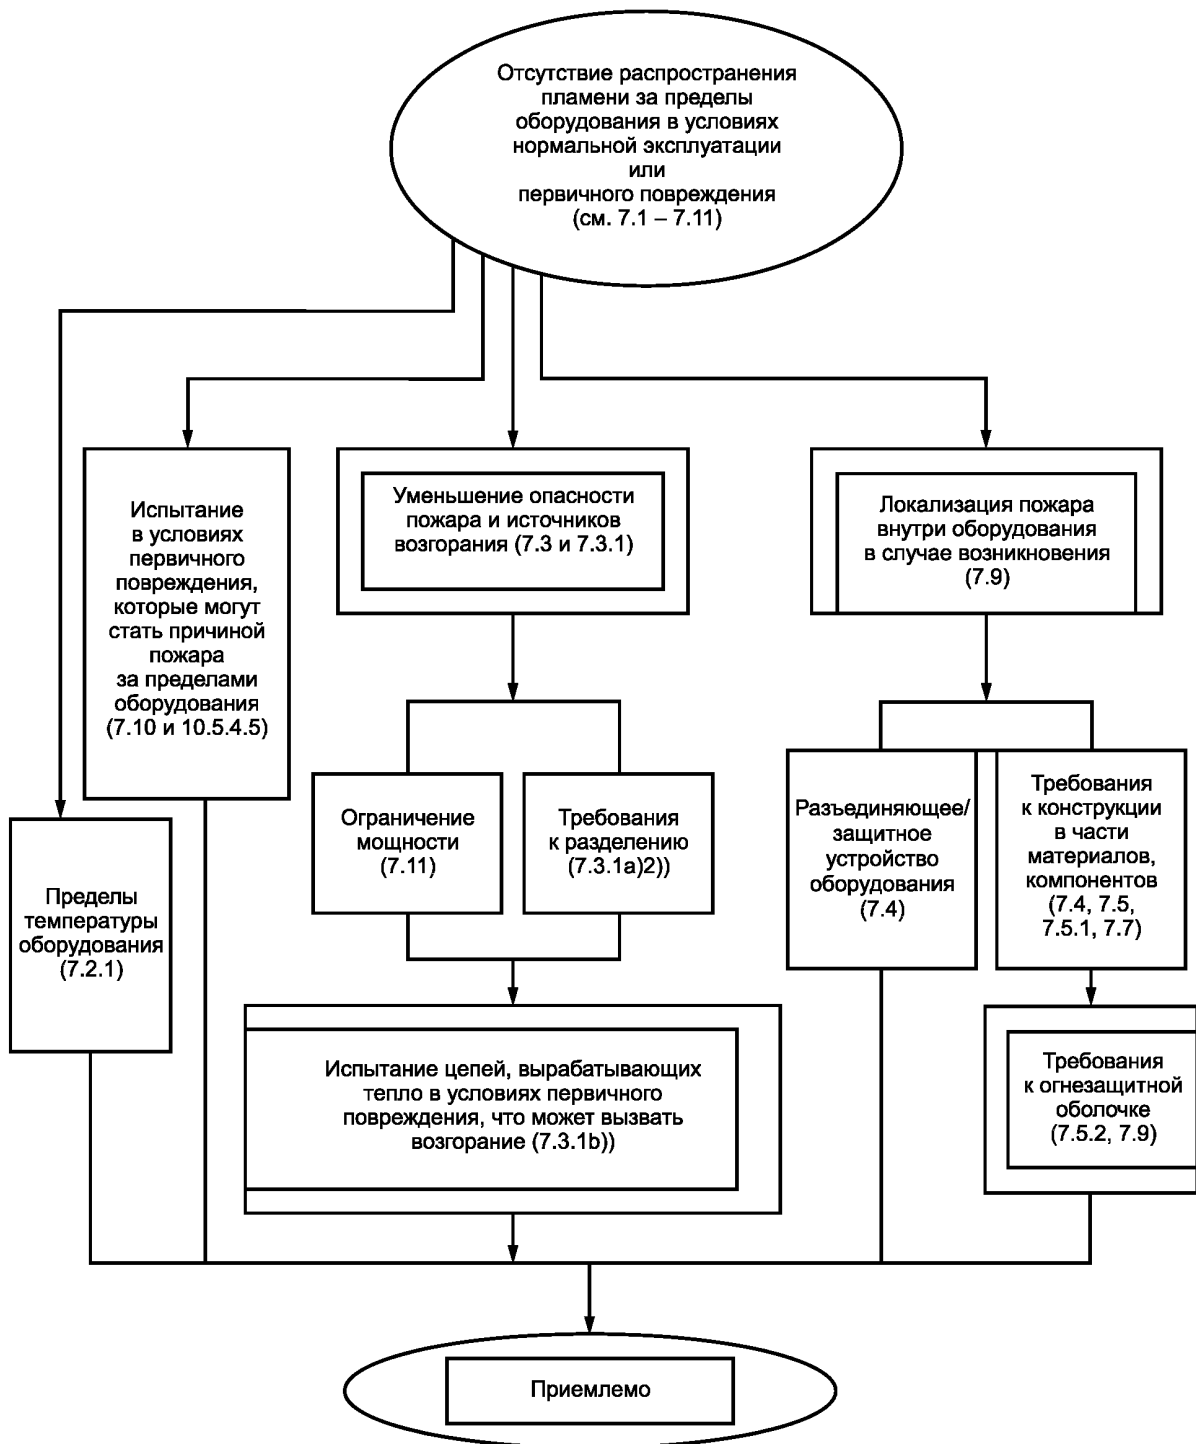 Отсутствие распространения
пламени за пределы
оборудования в условиях
нормальной эксплуатации
или
первичного повреждения
(см. 7.1 – 7.11)
Испытание
в условиях
первичного
повреждения,
которые могут
стать причиной
пожара
за пределами
оборудования
(7.10 и 10.5.4.5)
Уменьшение опасности
пожара и источников
возгорания (7.3 и 7.3.1)
Локализация пожара
внутри оборудования
в случае возникновения
(7.9)
Пределы
температуры
оборудования
(7.2.1)
Ограничение
мощности
(7.11)
Требования
к разделению
(7.3.1a)2))
Разъединяющее/
защитное
устройство
оборудования
(7.4)
Требования
к конструкции
в части
материалов,
компонентов
(7.4, 7.5,
7.5.1, 7.7)
Испытание цепей, вырабатывающих
тепло в условиях первичного
повреждения, что может вызвать
возгорание (7.3.1b))
Требования
к огнезащитной
оболочке
(7.5.2, 7.9)
Приемлемо